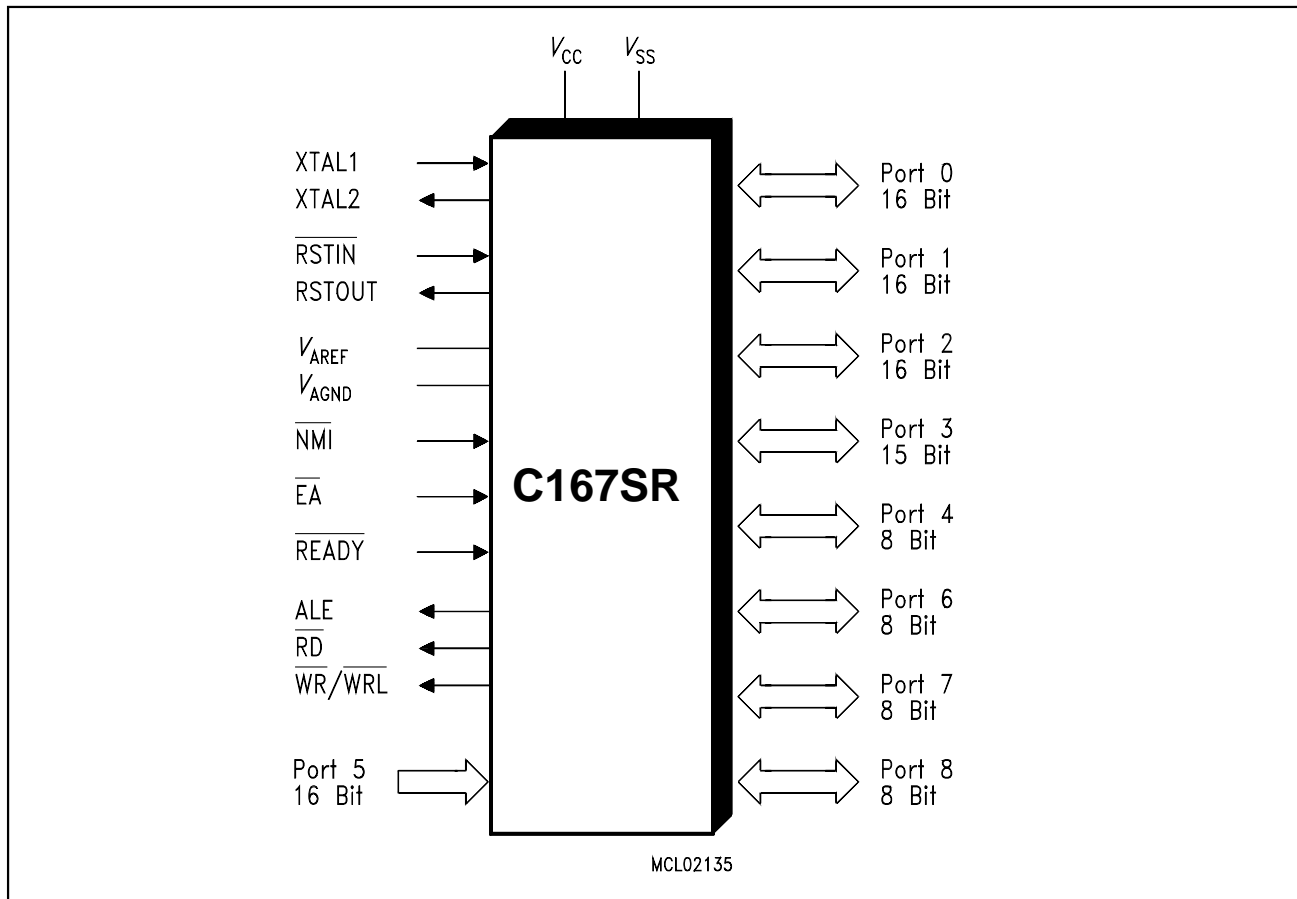 VCC VSS
XTAL1
XTAL2
RSTIN
RSTOUT
VAREF
VAGND
NMI
EA
READY
ALE
RD
WR/WRL
Port 5
16 Bit
C167SR
Port 0
16 Bit
Port 1
16 Bit
Port 2
16 Bit
Port 3
15 Bit
Port 4
8 Bit
Port 6
8 Bit
Port 7
8 Bit
Port 8
8 Bit
MCL02135